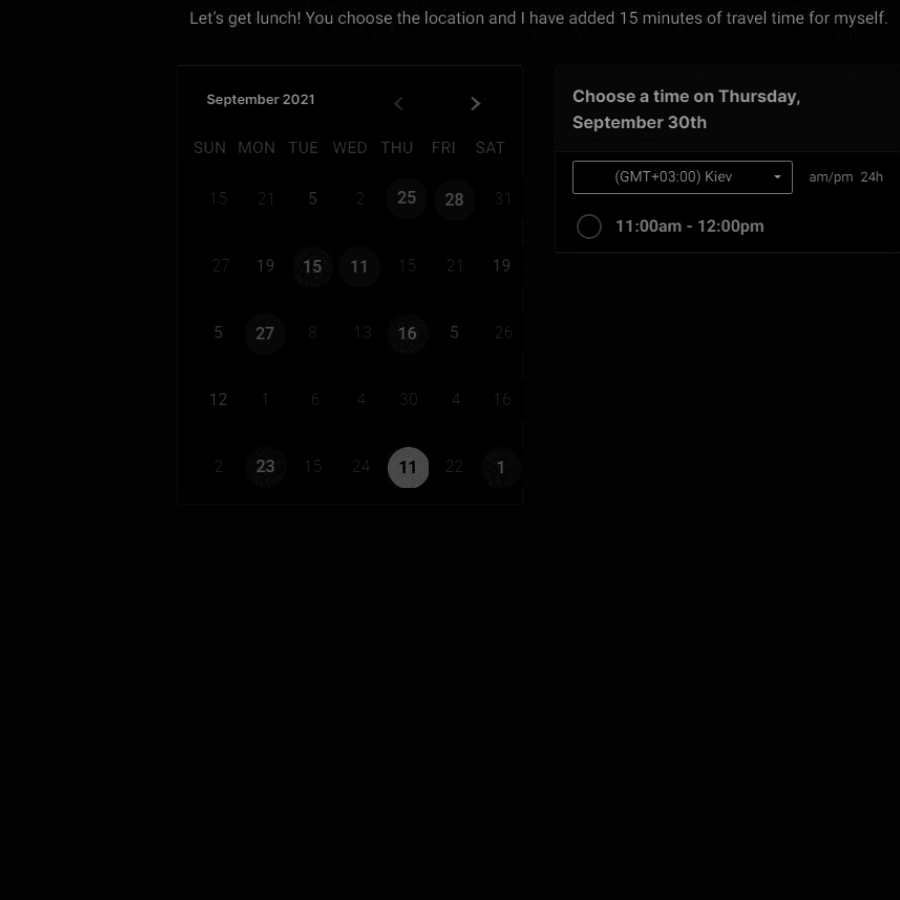 Let's get lunch! You choose the location and I have added 15 minutes of travel time for myself.
September 2021
SUN MON TUE WED THU FRI SAT
15 21 5 2 25 28 31
27 19 15 11 15 21 19
5 27 8 13 16 5 26
12 1 6 4 30 4 16
2 23 15 24 11 22 1
Choose a time on Thursday,
September 30th
(GMT+03:00) Kiev am/pm 24h
11:00am - 12:00pm